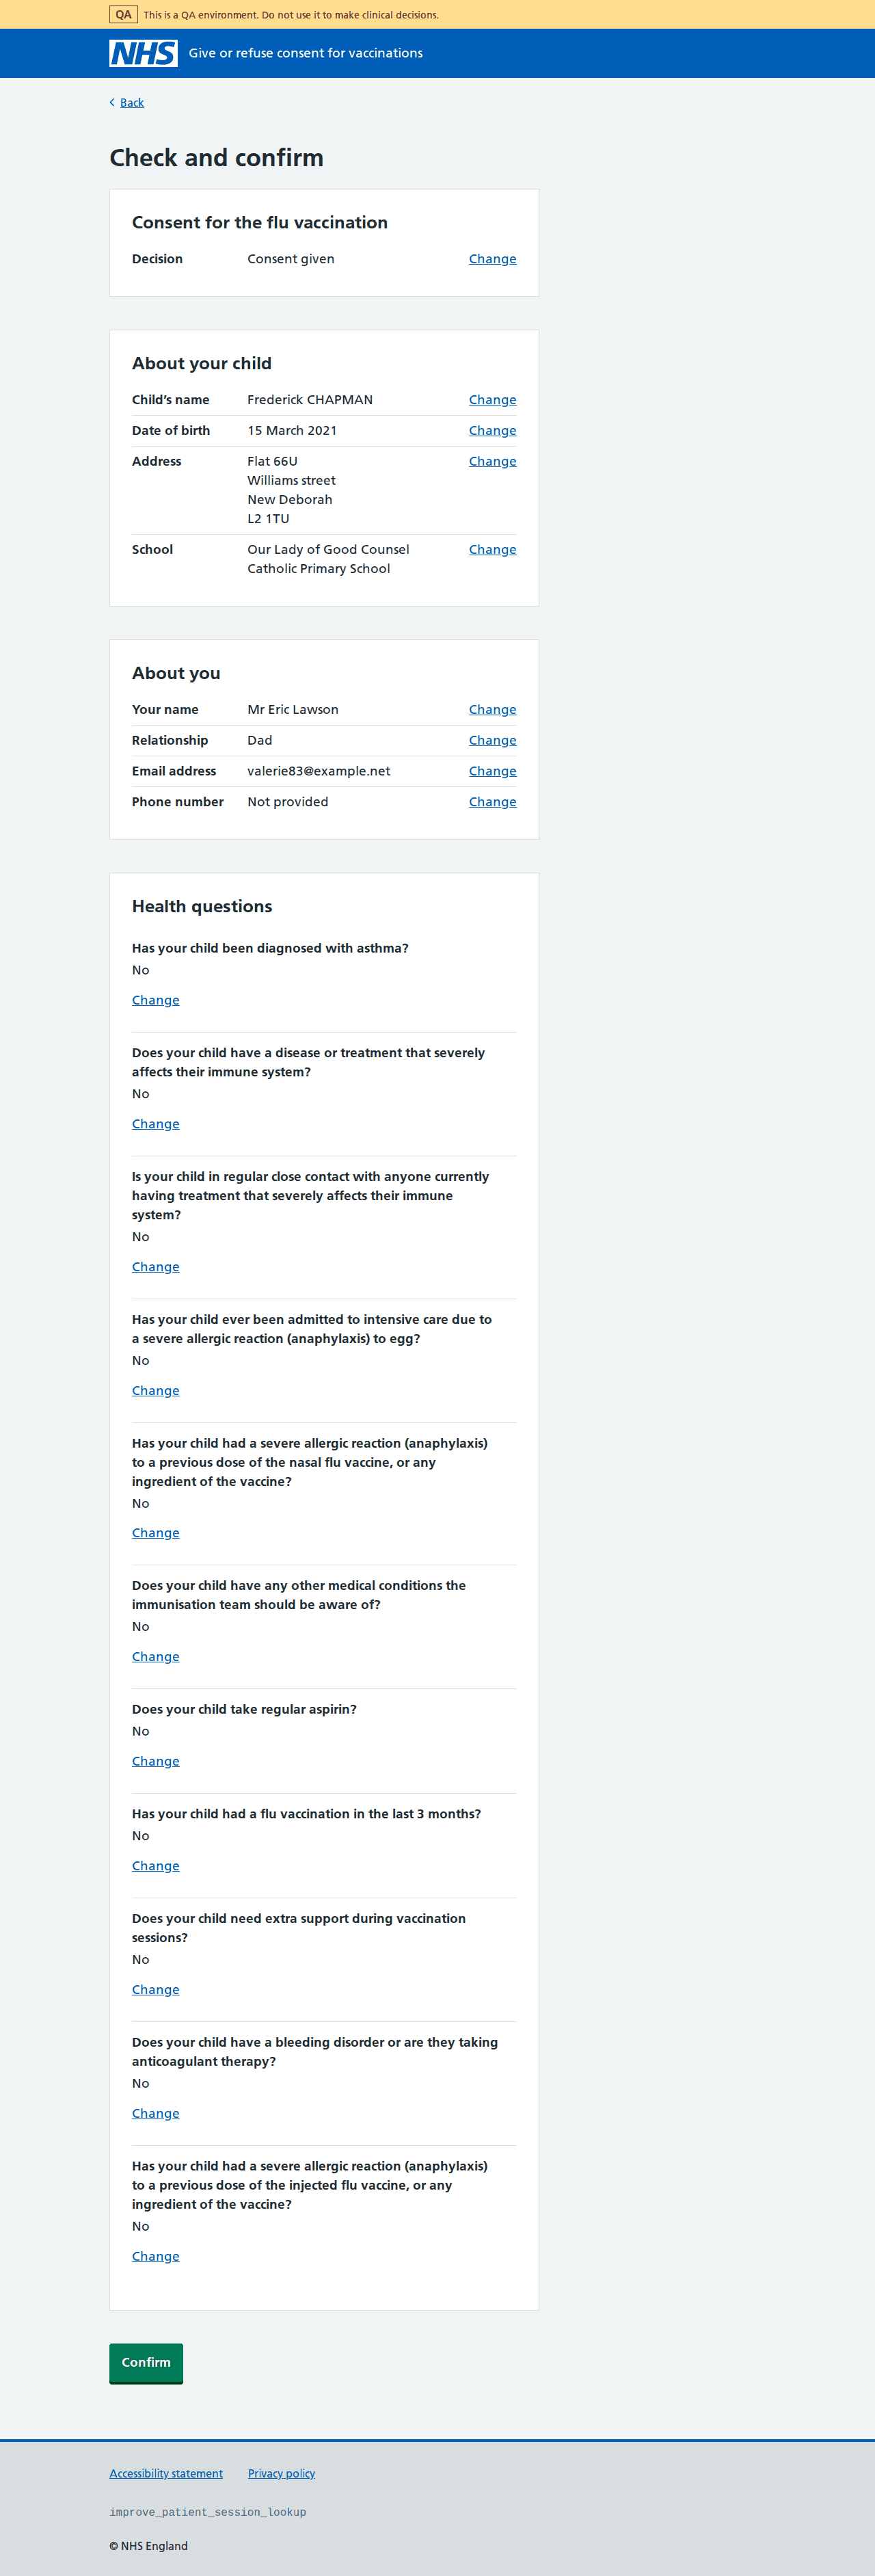 QA This is a QA environment. Do not use it to make clinical decisions.
NHS Give or refuse consent for vaccinations
Back
Check and confirm
Consent for the flu vaccination
Decision Consent given Change
About your child
Child’s name Frederick CHAPMAN Change
Date of birth 15 March 2021 Change
Address Flat 66U Change
Williams street
New Deborah
L2 1TU
School Our Lady of Good Counsel Change
Catholic Primary School
About you
Your name Mr Eric Lawson Change
Relationship Dad Change
Email address valerie83@example.net Change
Phone number Not provided Change
Health questions
Has your child been diagnosed with asthma?
No
Change
Does your child have a disease or treatment that severely
affects their immune system?
No
Change
Is your child in regular close contact with anyone currently
having treatment that severely affects their immune
system?
No
Change
Has your child ever been admitted to intensive care due to
a severe allergic reaction (anaphylaxis) to egg?
No
Change
Has your child had a severe allergic reaction (anaphylaxis)
to a previous dose of the nasal flu vaccine, or any
ingredient of the vaccine?
No
Change
Does your child have any other medical conditions the
immunisation team should be aware of?
No
Change
Does your child take regular aspirin?
No
Change
Has your child had a flu vaccination in the last 3 months?
No
Change
Does your child need extra support during vaccination
sessions?
No
Change
Does your child have a bleeding disorder or are they taking
anticoagulant therapy?
No
Change
Has your child had a severe allergic reaction (anaphylaxis)
to a previous dose of the injected flu vaccine, or any
ingredient of the vaccine?
No
Change
Confirm
Accessibility statement Privacy policy
improve_patient_session_lookup
© NHS England